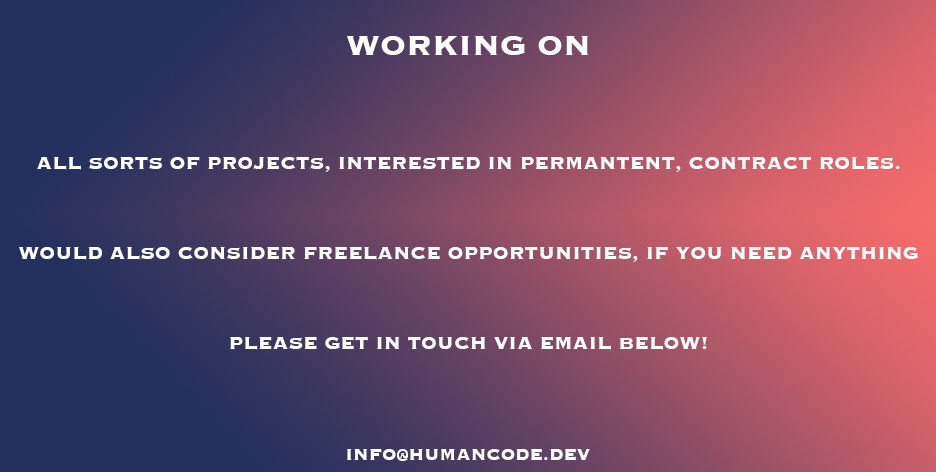 WORKING ON
ALL SORTS OF PROJECTS, INTERESTED IN PERMANTENT, CONTRACT ROLES.
WOULD ALSO CONSIDER FREELANCE OPPORTUNITIES, IF YOU NEED ANYTHING
PLEASE GET IN TOUCH VIA EMAIL BELOW!
INFO@HUMANCODE.DEV